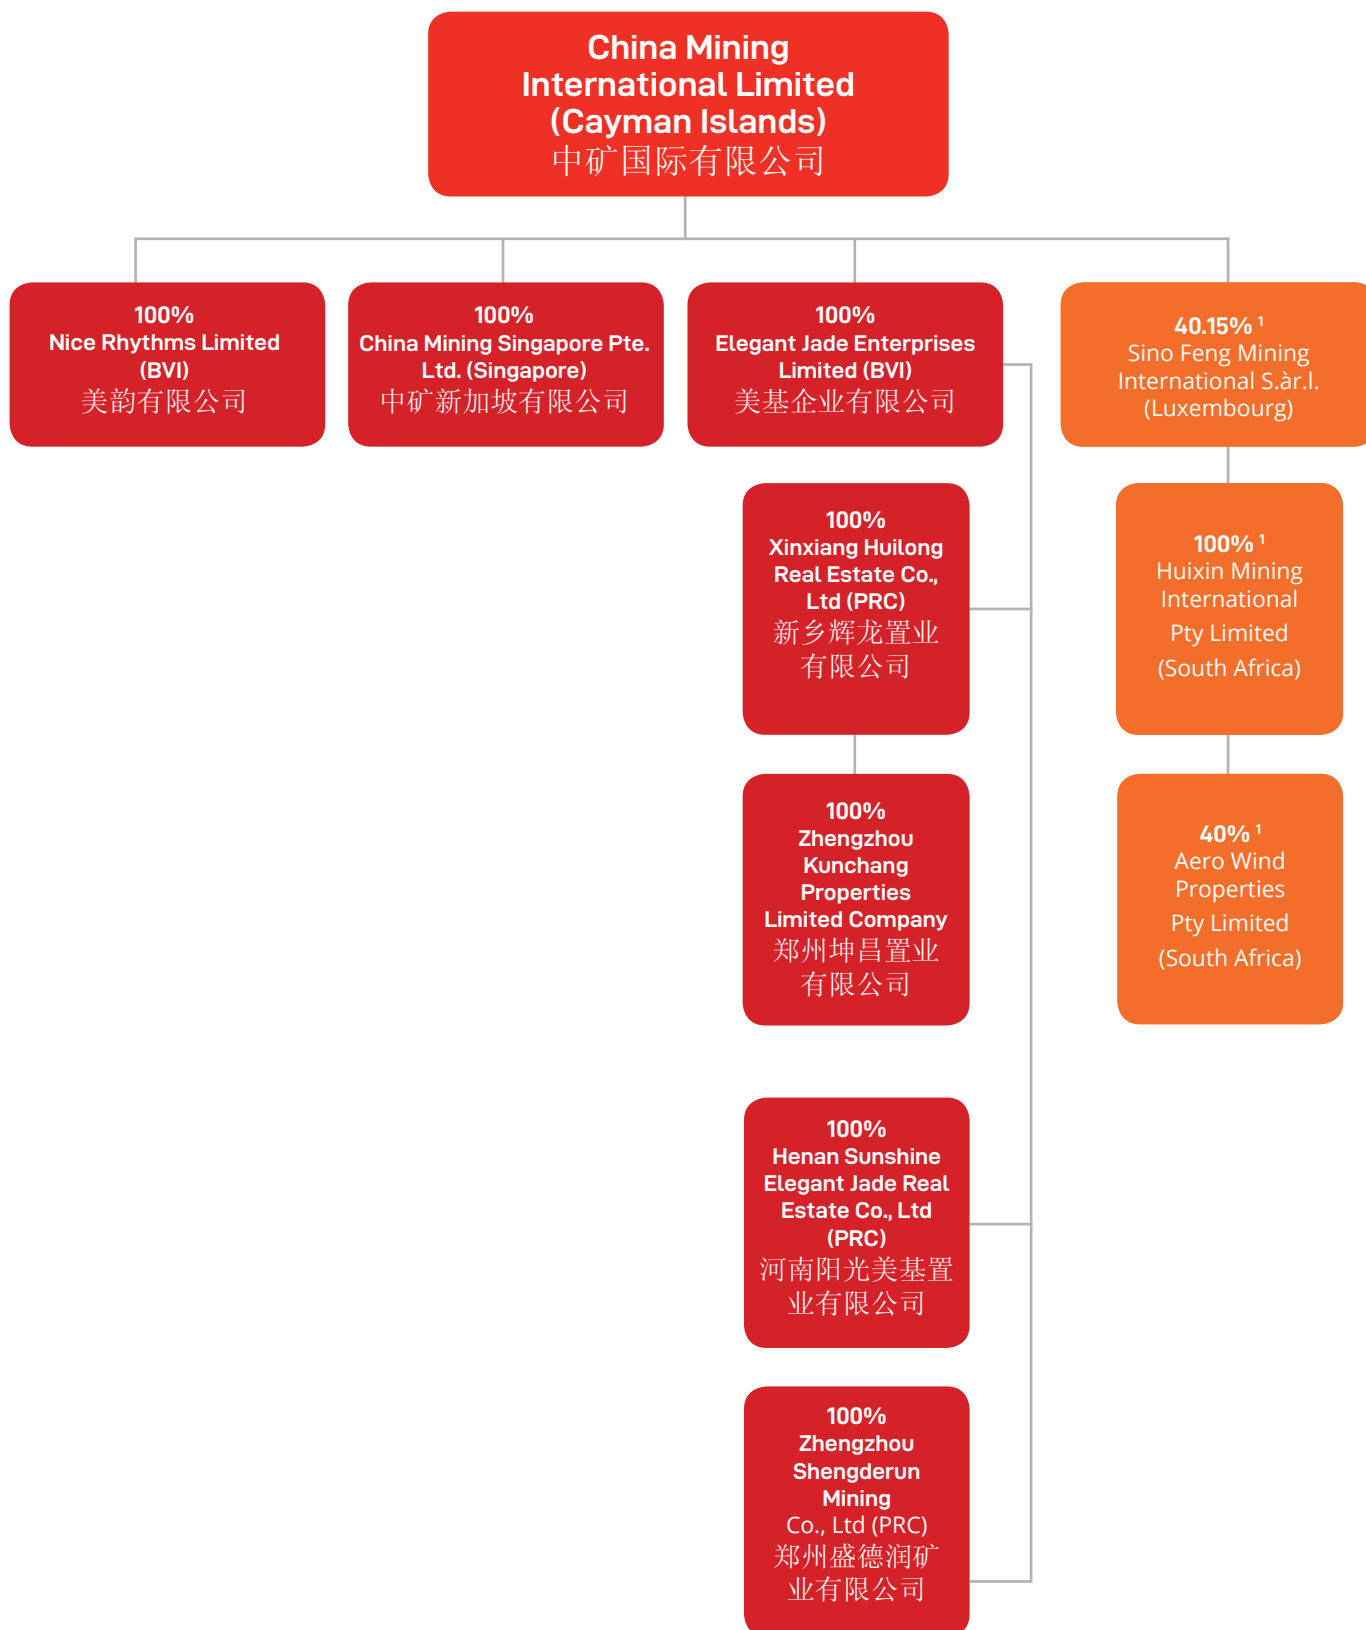 China Mining
International Limited
(Cayman Islands)
中矿国际有限公司
100%
Nice Rhythms Limited
(BVI)
美韵有限公司
100%
China Mining Singapore Pte.
Ltd. (Singapore)
中矿新加坡有限公司
100%
Elegant Jade Enterprises
Limited (BVI)
美基企业有限公司
40.15% ¹
Sino Feng Mining
International S.àr.l.
(Luxembourg)
100%
Xinxiang Huilong
Real Estate Co.,
Ltd (PRC)
新乡辉龙置业
有限公司
100% ¹
Huixin Mining
International
Pty Limited
(South Africa)
100%
Zhengzhou
Kunchang
Properties
Limited Company
郑州坤昌置业
有限公司
40% ¹
Aero Wind
Properties
Pty Limited
(South Africa)
100%
Henan Sunshine
Elegant Jade Real
Estate Co., Ltd
(PRC)
河南阳光美基置
业有限公司
100%
Zhengzhou
Shengderun
Mining
Co., Ltd (PRC)
郑州盛德润矿
业有限公司